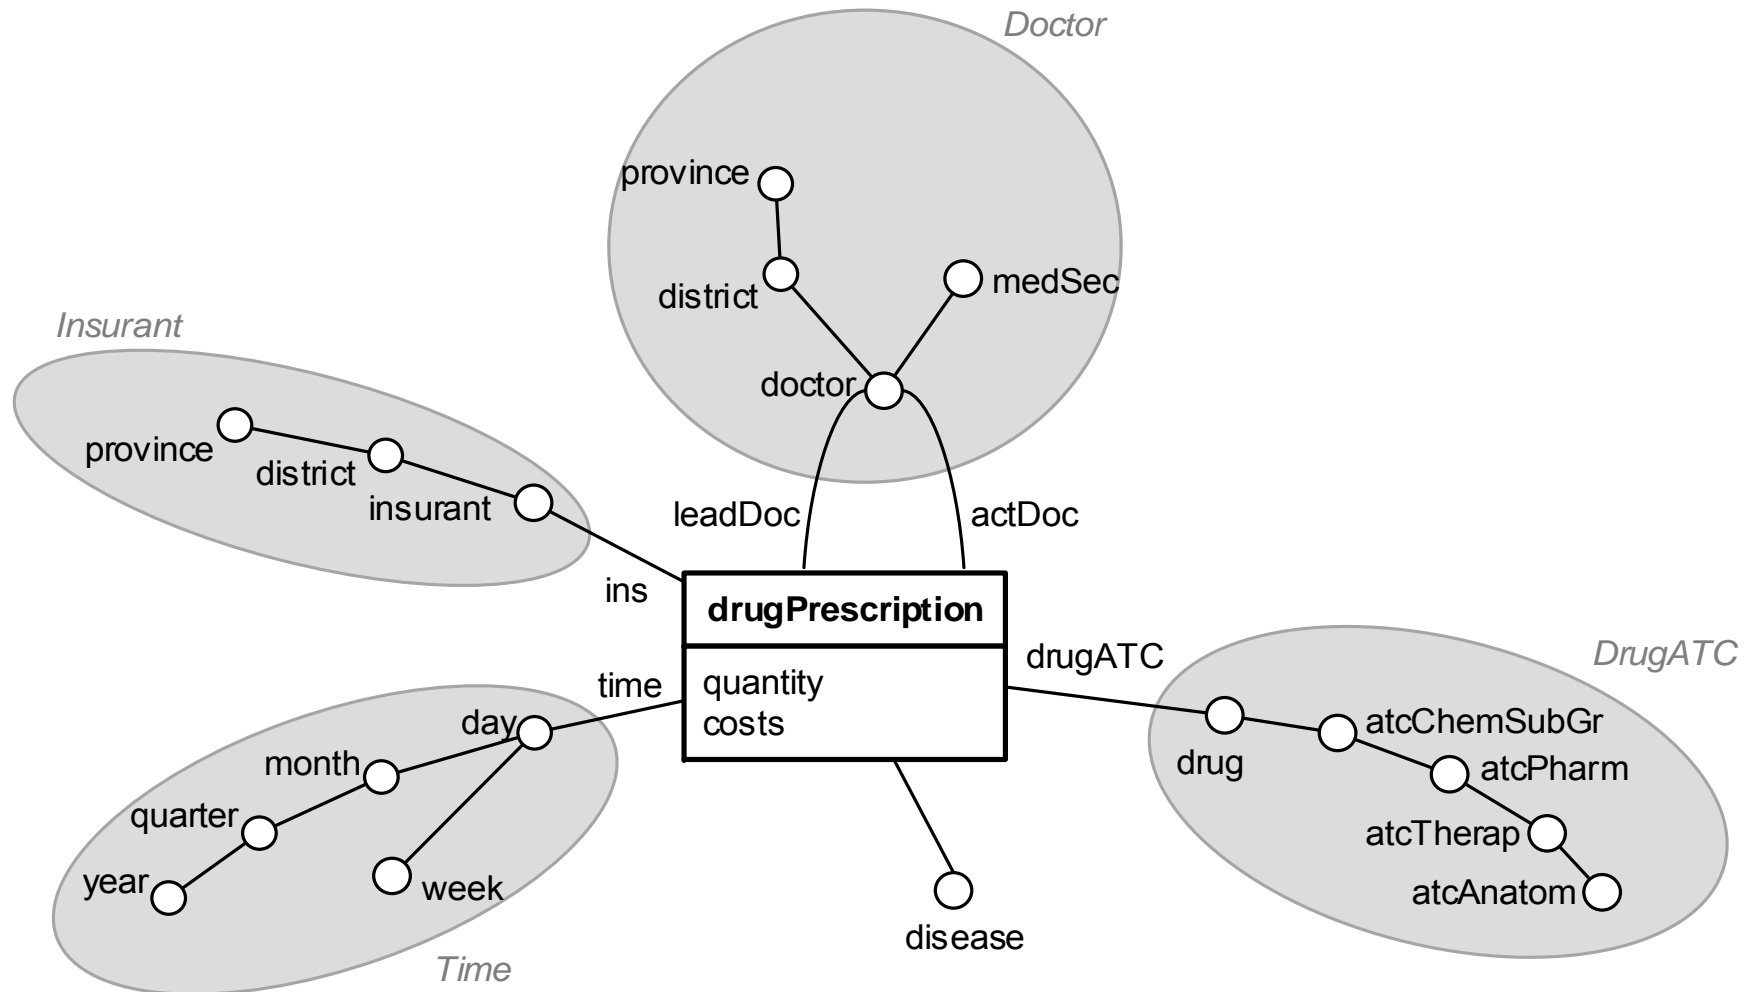 Doctor
province
medSec
district
Insurant
doctor
province
district
insurant
leadDoc
actDoc
ins
drugPrescription
drugATC
DrugATC
time
quantity
costs
day
atcChemSubGr
month
drug
atcPharm
quarter
atcTherap
year
week
atcAnatom
disease
Time